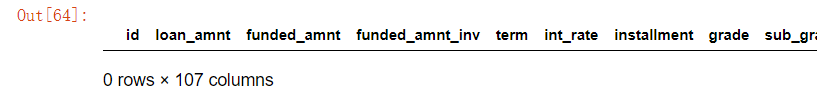 Out[64]:
id loan_amnt funded_amnt funded_amnt_inv term int_rate installment grade
0 rows × 107 columns